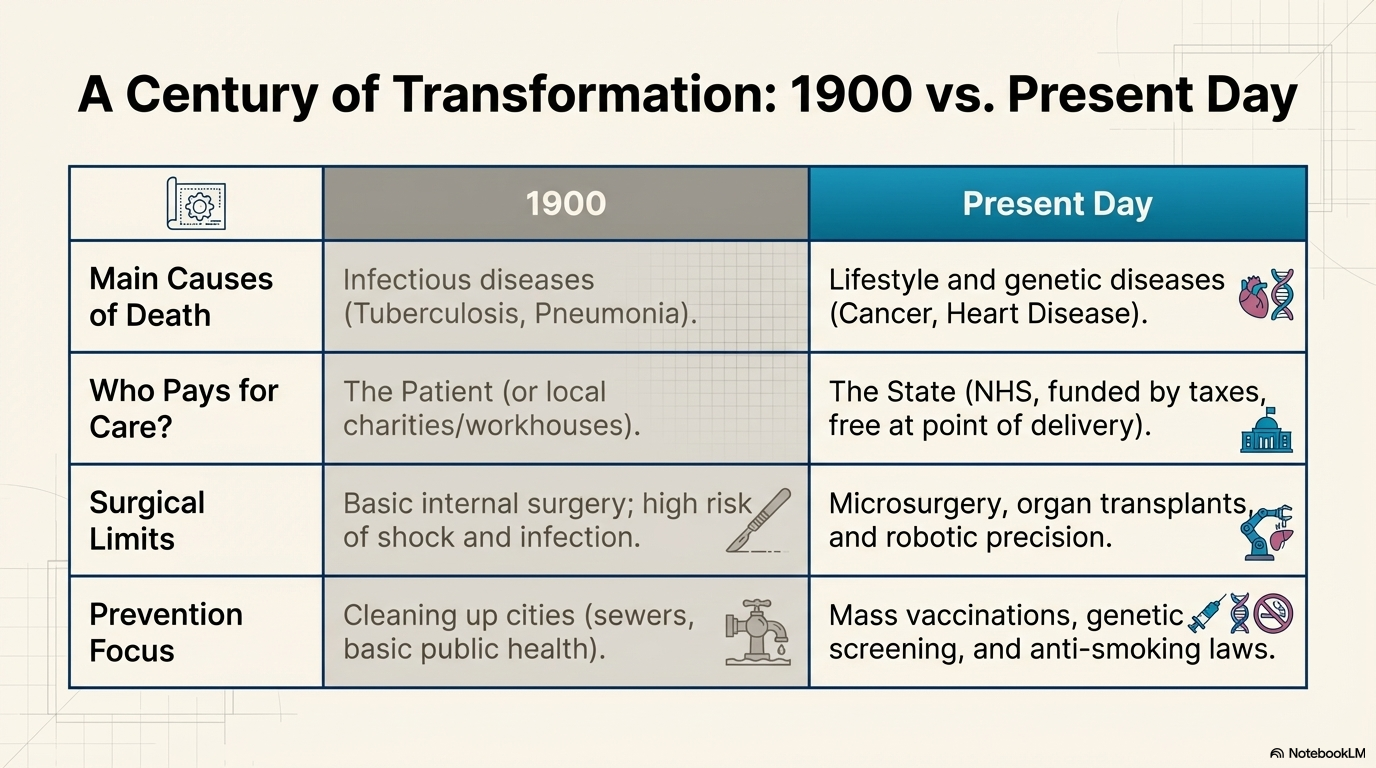 A Century of Transformation: 1900 vs. Present Day
1900
Present Day
Main Causes
of Death
Infectious diseases
(Tuberculosis, Pneumonia).
Lifestyle and genetic diseases
(Cancer, Heart Disease).
Who Pays for
Care?
The Patient (or local
charities/workhouses).
The State (NHS, funded by taxes,
free at point of delivery).
Surgical
Limits
Basic internal surgery; high risk
of shock and infection.
Microsurgery, organ transplants,
and robotic precision.
Prevention
Focus
Cleaning up cities (sewers,
basic public health).
Mass vaccinations, genetic
screening, and anti-smoking laws.
NotebookLM